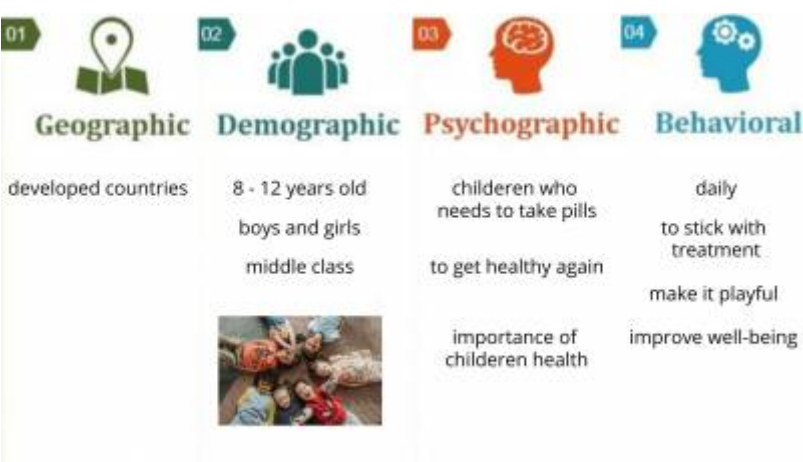 01
Geographic
developed countries
02
Demographic
8 - 12 years old
boys and girls
middle class
03
Psychographic
childeren who
needs to take pills
to get healthy again
importance of
childeren health
04
Behavioral
daily
to stick with
treatment
make it playful
improve well-being